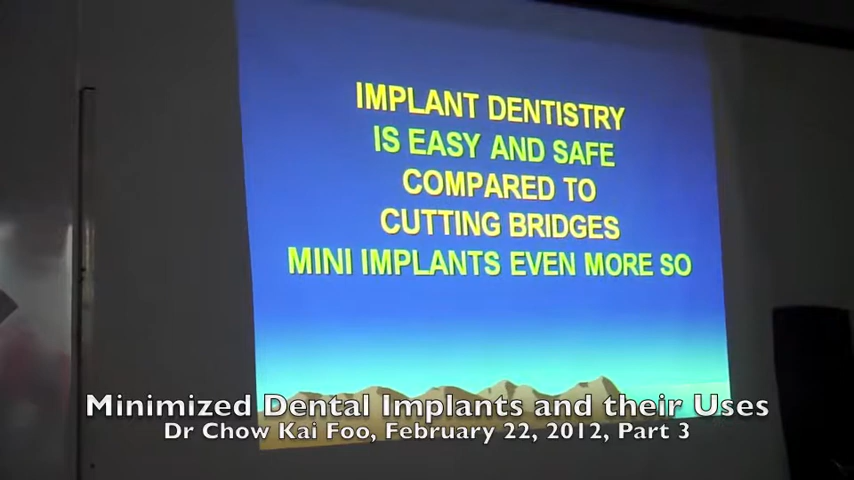 IMPLANT DENTISTRY
IS EASY AND SAFE
COMPARED TO
CUTTING BRIDGES
MINI IMPLANTS EVEN MORE SO
Minimized Dental Implants and their Uses
Dr Chow Kai Foo, February 22, 2012, Part 3